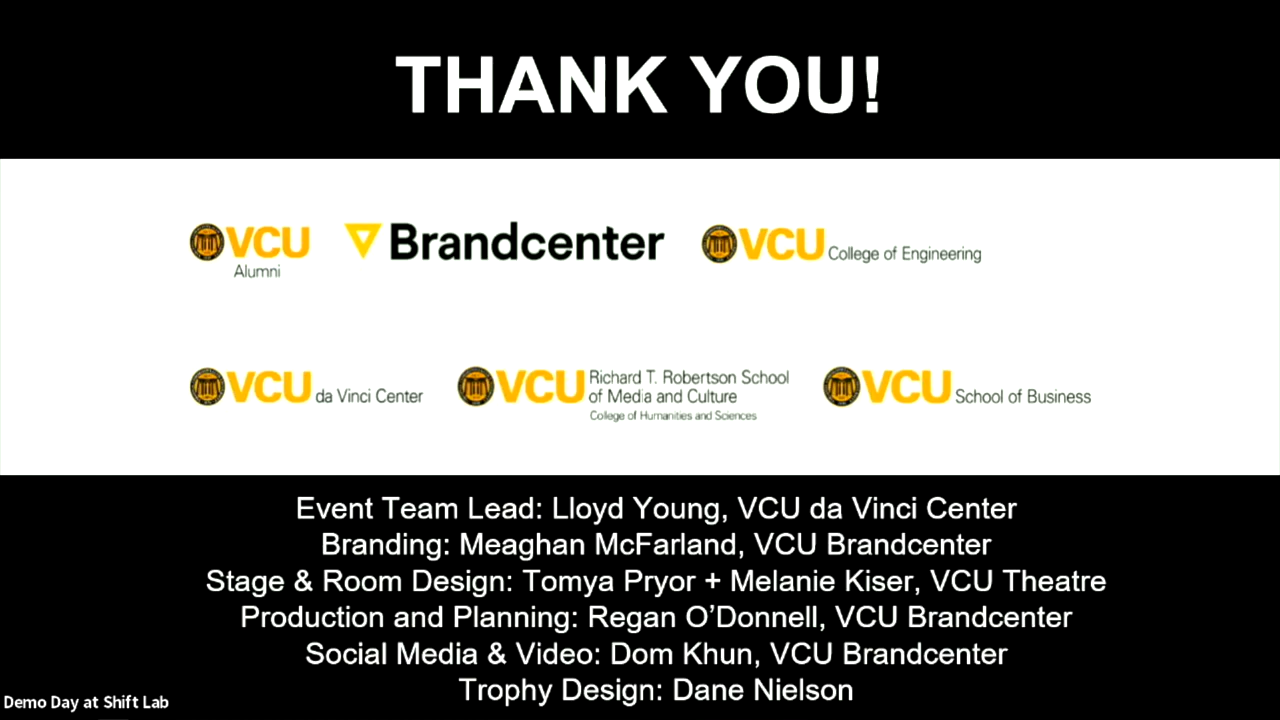 THANK YOU!
VCU Brandcenter VCU College of Engineering
Alumni
VCU da Vinci Center VCU Richard T. Robertson School
of Media and Culture
College of Humanities and Sciences
VCU School of Business
Event Team Lead: Lloyd Young, VCU da Vinci Center
Branding: Meaghan McFarland, VCU Brandcenter
Stage & Room Design: Tomya Pryor + Melanie Kiser, VCU Theatre
Production and Planning: Regan O’Donnell, VCU Brandcenter
Social Media & Video: Dom Khun, VCU Brandcenter
Trophy Design: Dane Nielson
Demo Day at Shift Lab